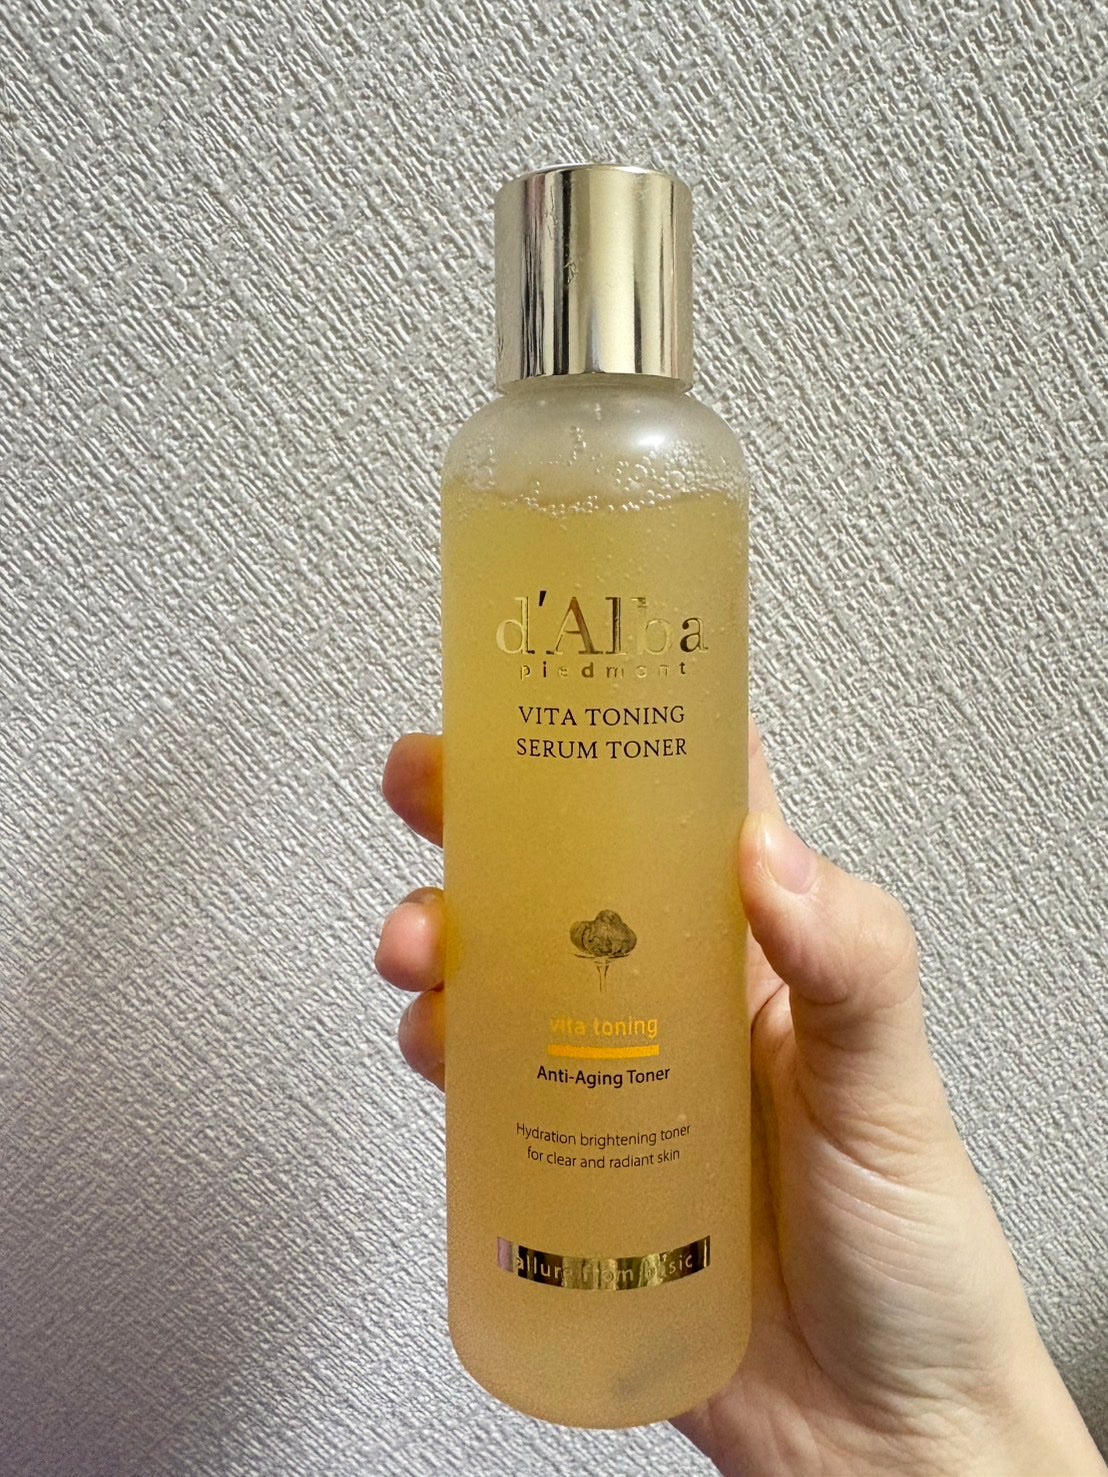 d'Alba
piedmont
VITA TONING
SERUM TONER
vita toning
Anti-Aging Toner
Hydration brightening toner
for clear and radiant skin
allure from basic